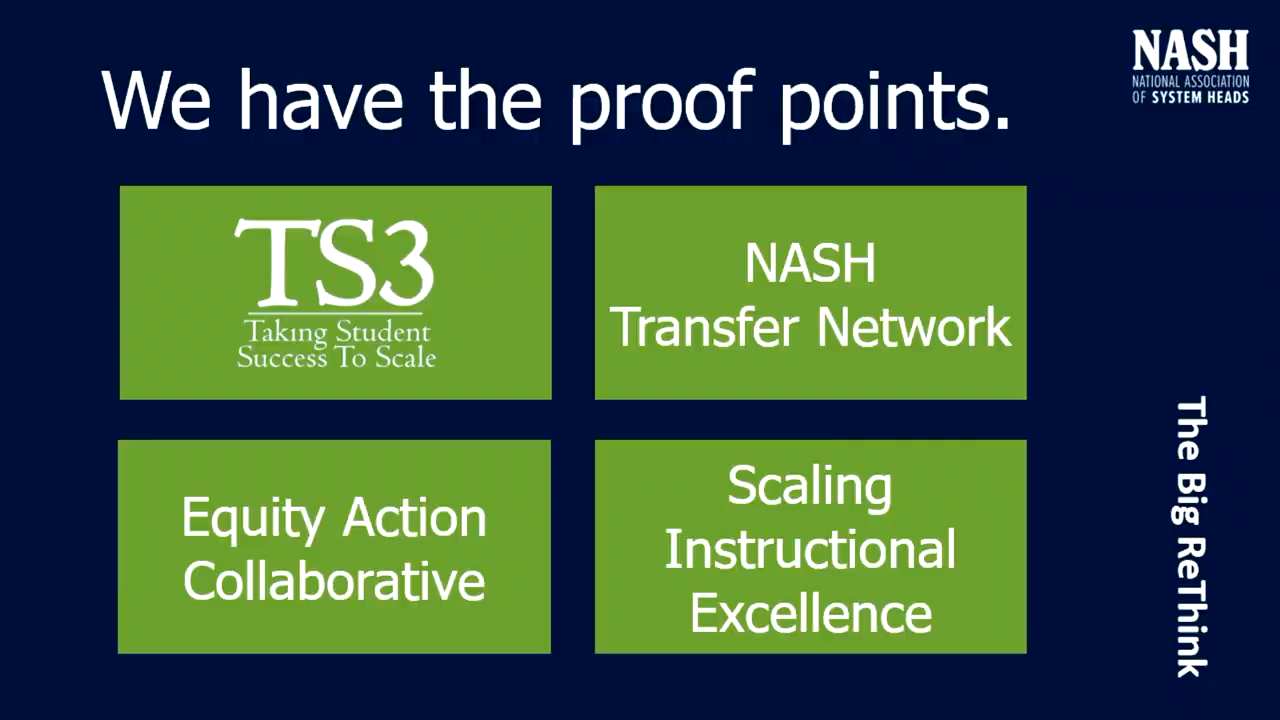 We have the proof points.
NASH
NATIONAL ASSOCIATION
OF SYSTEM HEADS
TS3
Taking Student
Success To Scale
NASH
Transfer Network
Equity Action
Collaborative
Scaling
Instructional
Excellence
The Big ReThink